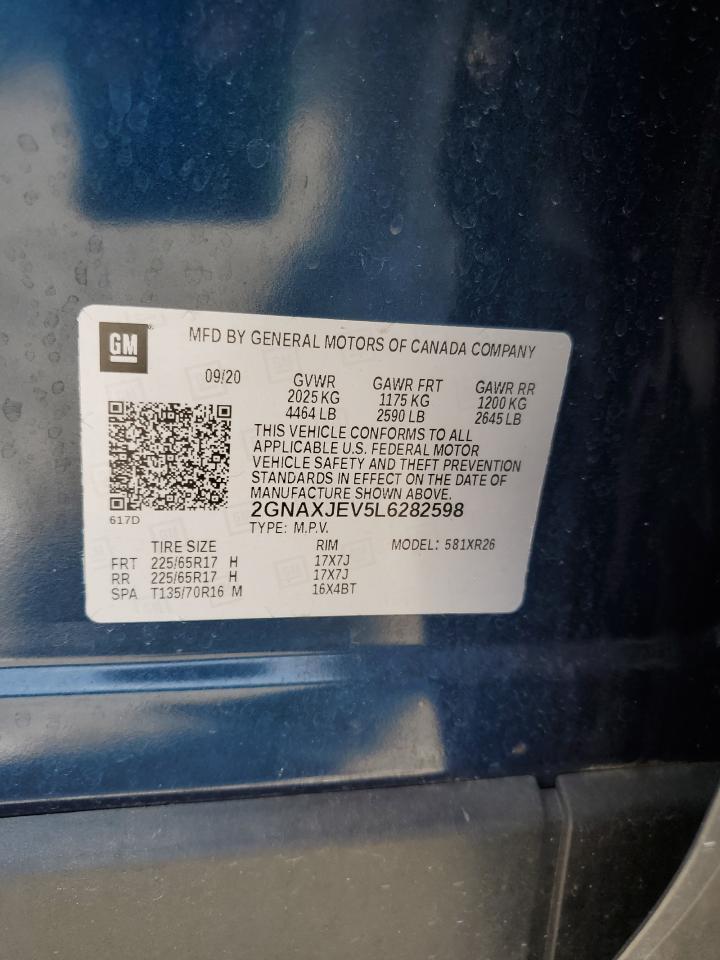 GM
MFD BY GENERAL MOTORS OF CANADA COMPANY
09/20 GVWR GAWR FRT GAWR RR
2025 KG 1175 KG 1200 KG
4464 LB 2590 LB 2645 LB
THIS VEHICLE CONFORMS TO ALL
APPLICABLE U.S. FEDERAL MOTOR
VEHICLE SAFETY AND THEFT PREVENTION
STANDARDS IN EFFECT ON THE DATE OF
MANUFACTURE SHOWN ABOVE.
617D 2GNAXJEV5L6282598
TYPE: M.P.V.
TIRE SIZE RIM MODEL: 581XR26
FRT 225/65R17 H 17X7J
RR 225/65R17 H 17X7J
SPA T135/70R16 M 16X4BT